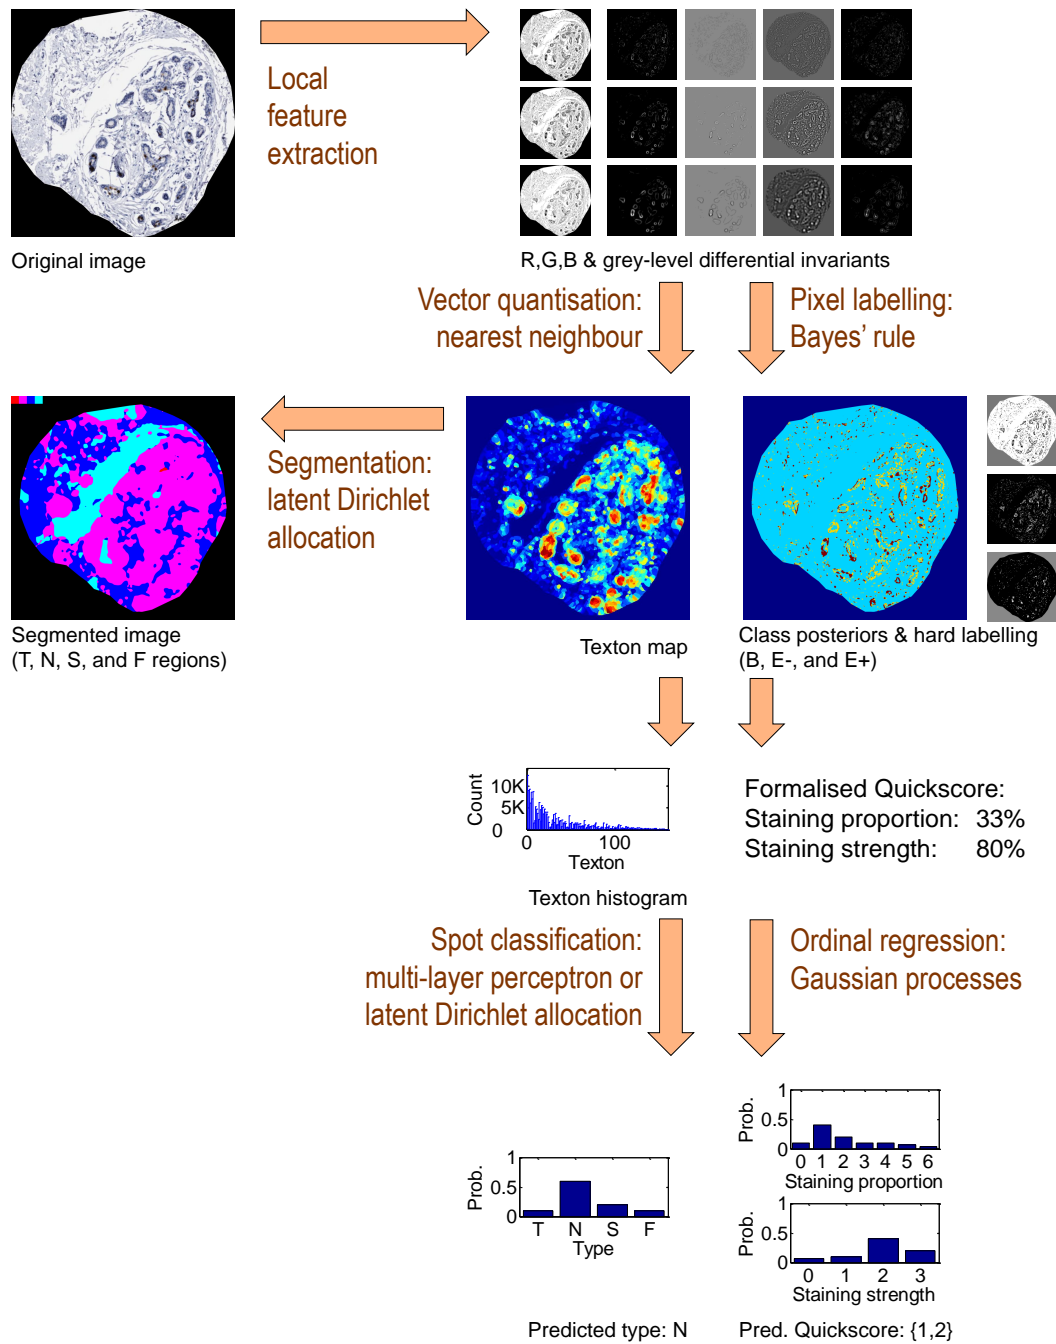 Local
feature
extraction
Original image
R,G,B & grey-level differential invariants
Vector quantisation:
nearest neighbour
Pixel labelling:
Bayes' rule
Segmentation:
latent Dirichlet
allocation
Segmented image
(T, N, S, and F regions)
Texton map
Class posteriors & hard labelling
(B, E-, and E+)
Count
10K
5K
0
0 100
Texton
Texton histogram
Formalised Quickscore:
Staining proportion: 33%
Staining strength: 80%
Spot classification:
multi-layer perceptron or
latent Dirichlet allocation
Ordinal regression:
Gaussian processes
Prob.
1
0.5
0
T N S F
Type
Prob.
1
0.5
0
0 1 2 3 4 5 6
Staining proportion
Prob.
1
0.5
0
0 1 2 3
Staining strength
Predicted type: N
Pred. Quickscore: {1,2}